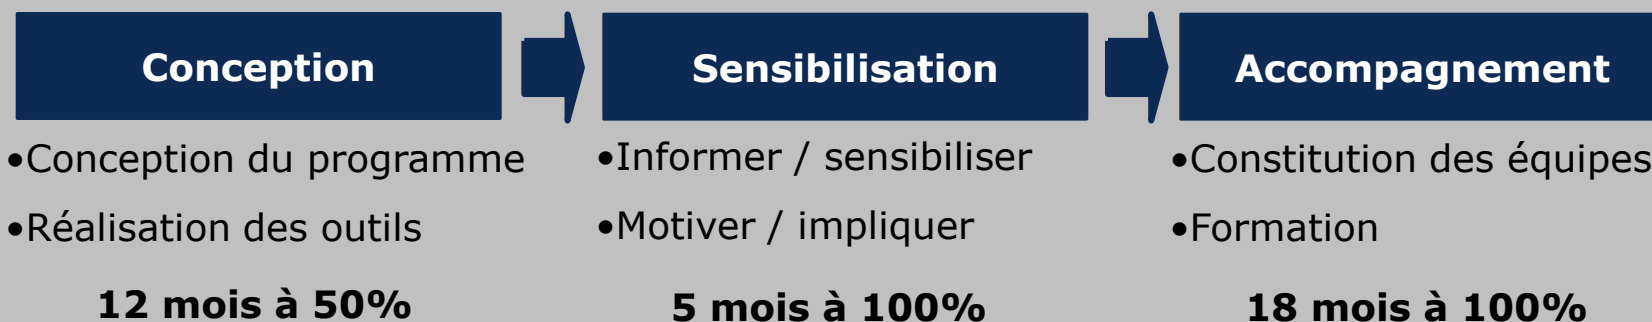 Conception
•Conception du programme
•Réalisation des outils
12 mois à 50%
Sensibilisation
•Informer / sensibiliser
•Motiver / impliquer
5 mois à 100%
Accompagnement
•Constitution des équipes
•Formation
18 mois à 100%